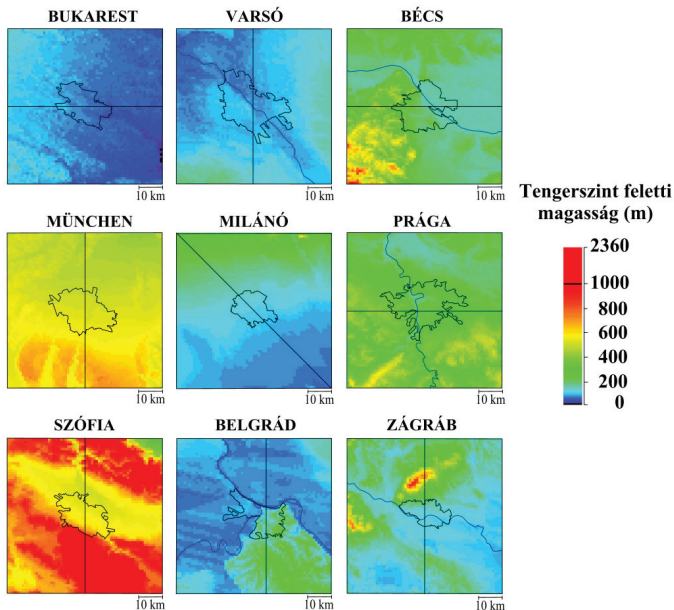 BUKAREST
VARSÓ
BÉCS
10 km
10 km
10 km
Tengerszint feletti
magasság (m)
2360
1000
800
600
400
200
0
MÜNCHEN
MILÁNÓ
PRÁGA
10 km
10 km
10 km
SZÓFIA
BELGRÁD
ZÁGRÁB
10 km
10 km
10 km